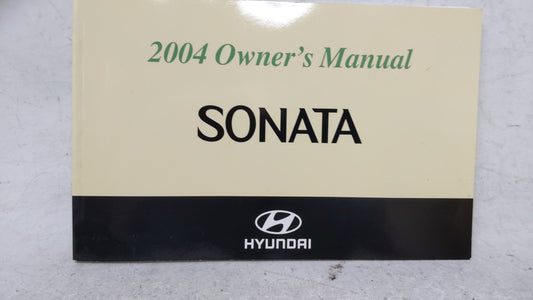 2004 Owner's Manual
SONATA
HYUNDAI